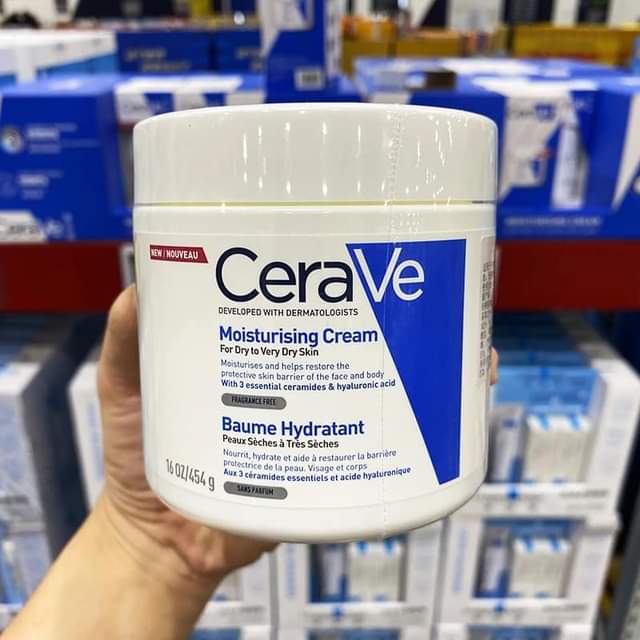 NEW / NOUVEAU
CeraVe
DEVELOPED WITH DERMATOLOGISTS
Moisturising Cream
For Dry to Very Dry Skin
Moisturises and helps restore the
protective skin barrier of the face and body
With 3 essential ceramides & hyaluronic acid
FRAGRANCE FREE
Baume Hydratant
Peaux Sèches à Très Sèches
Nourrit, hydrate et aide à restaurer la barrière
protectrice de la peau. Visage et corps
Aux 3 céramides essentiels et acide hyaluronique
SANS PARFUM
16 OZ/454 g